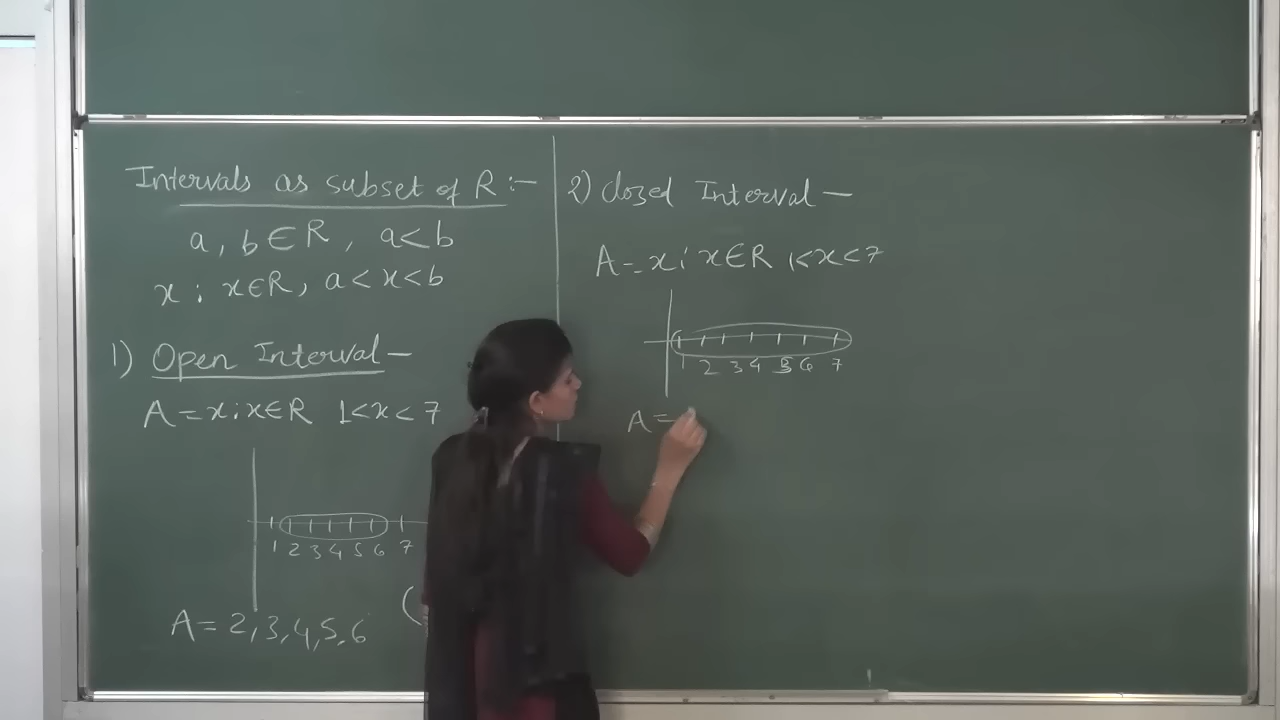 Intervals as subset of R :-
a, b ∈ R, a < b
x : x ∈ R, a < x < b
1) Open Interval -
A = x : x ∈ R 1 < x < 7
1 2 3 4 5 6 7
(
A = 2, 3, 4, 5, 6
2) Closed Interval -
A = x : x ∈ R 1 < x < 7
1 2 3 4 5 6 7
A =